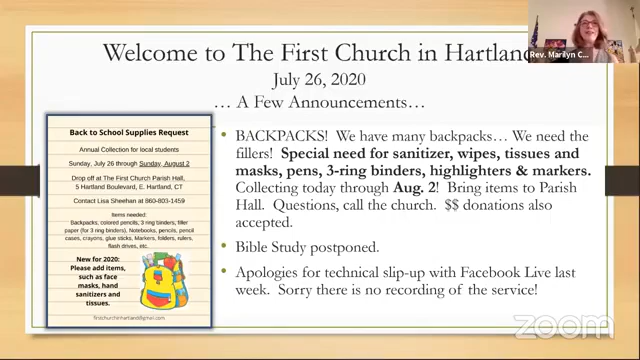 Welcome to The First Church in Hartland
July 26, 2020
… A Few Announcements…
Rev. Marilyn C...
Back to School Supplies Request
Annual Collection for local students
Sunday, July 26 through Sunday, August 2
Drop off at The First Church Parish Hall,
5 Hartland Boulevard, E. Hartland, CT
Contact Lisa Sheehan at 860-803-1459
Items needed:
Backpacks, colored pencils, 3 ring binders, filler
paper (for 3 ring binders), Notebooks, pencils, pencil
cases, crayons, glue sticks, Markers, folders, rulers,
flash drives, etc.
New for 2020:
Please add items,
such as face
masks, hand
sanitizers and
tissues.
firstchurchinhartland@gmail.com
• BACKPACKS! We have many backpacks… We need the
fillers! Special need for sanitizer, wipes, tissues and
masks, pens, 3-ring binders, highlighters & markers.
Collecting today through Aug. 2! Bring items to Parish
Hall. Questions, call the church. $$ donations also
accepted.
• Bible Study postponed.
• Apologies for technical slip-up with Facebook Live last
week. Sorry there is no recording of the service!
zoom